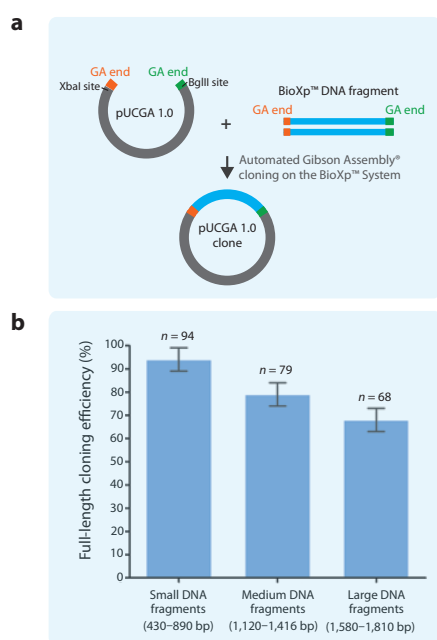 a
GA end
GA end
XbaI site
BglII site
pUCGA 1.0
+
BioXp™ DNA fragment
GA end
GA end
Automated Gibson Assembly®
cloning on the BioXp™ System
pUCGA 1.0
clone
b
Full-length cloning efficiency (%)
100
90
80
70
60
50
40
30
20
10
0
n = 94
n = 79
n = 68
Small DNA
fragments
(430–890 bp)
Medium DNA
fragments
(1,120–1,416 bp)
Large DNA
fragments
(1,580–1,810 bp)